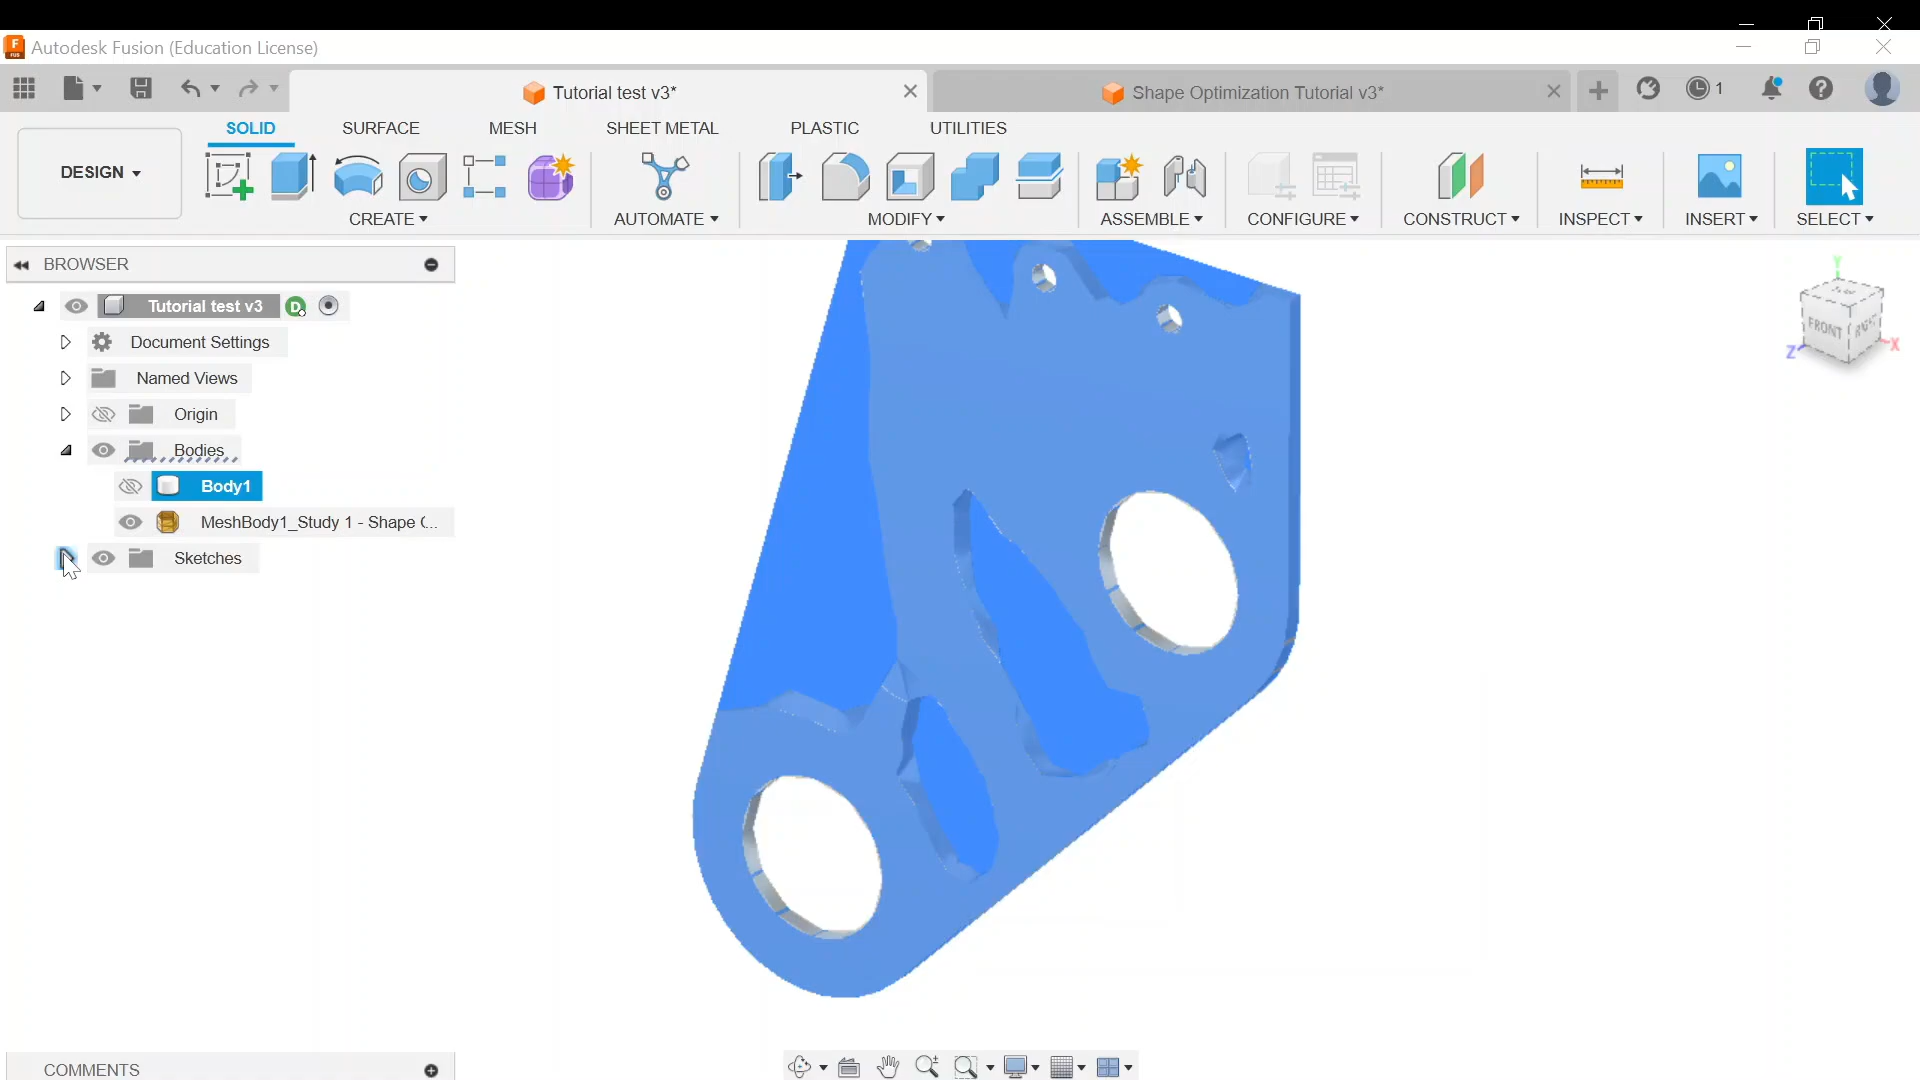 Autodesk Fusion (Education License)
1
Tutorial test v3*
Shape Optimization Tutorial v3*
DESIGN
SOLID
SURFACE
MESH
SHEET METAL
PLASTIC
UTILITIES
CREATE
AUTOMATE
MODIFY
ASSEMBLE
CONFIGURE
CONSTRUCT
INSPECT
INSERT
SELECT
BROWSER
Tutorial test v3
D
Document Settings
Named Views
Origin
Bodies
Body1
MeshBody1_Study 1 - Shape (...
Sketches
Y
FRONT
RIGHT
Z
X
COMMENTS